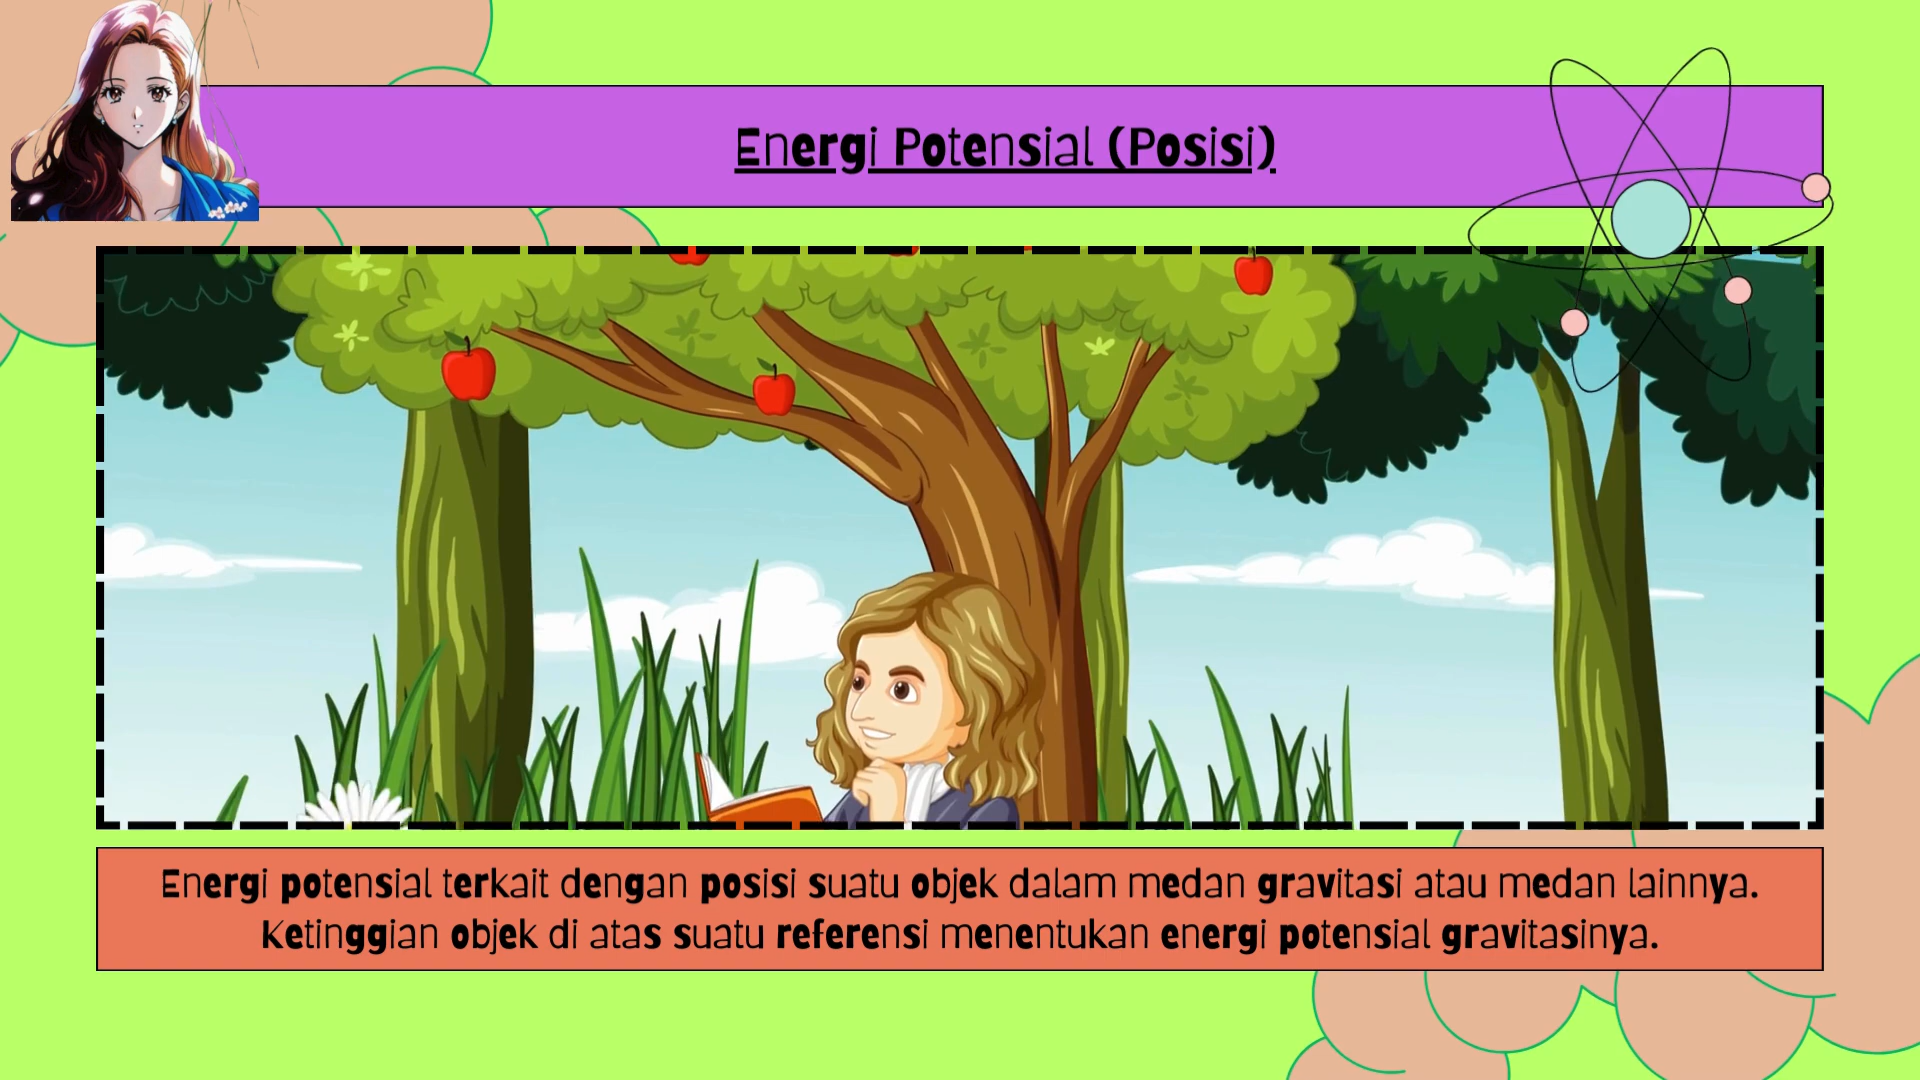 Energi Potensial (Posisi)
Energi potensial terkait dengan posisi suatu objek dalam medan gravitasi atau medan lainnya.
Ketinggian objek di atas suatu referensi menentukan energi potensial gravitasinya.